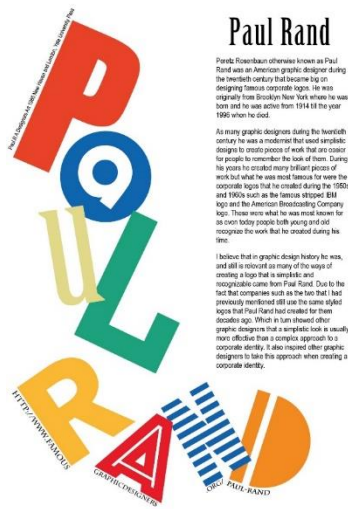 Paul Rand
Peretz Rosenbaun otherwise known as Paul
Rand was an American graphic designer during
the twentieth century that became big on
designing famous corporate logos. He was
originally from Brooklyn New York where he was
born and he was active from 1914 till the year
1996 when he died.
As many graphic designers during the twentieth
century he was a modernist that used simplistic
designs to create pieces of work that are easier
for people to remember the look of them. During
his years he created many brilliant pieces of
work but what he was most famous for were the
corporate logos that he created during the 1950s
and 1960s such as the famous stripped IBM
logo and the American Broadcasting Company
logo. These were what he was most known for
as even today people both young and old
recognize the work that he created during his
time.
I believe that in graphic design history he was,
and still is relevant as many of the ways of
creating a logo that is simplistic and
recognizable came from Paul Rand. Due to the
fact that companies such as the two that I had
previously mentioned still use the same styled
logos that Paul Rand had created for them
decades ago. Which in turn showed other
graphic designers that a simplistic look is usually
more effective than a complex approach to a
corporate identity. It also inspired other graphic
designers to take this approach when creating a
corporate identity.
PaUL
RAND
HTTP://WWW.FAMOUS
GRAPHICDESIGNERS
.ORG/ PAUL-RAND